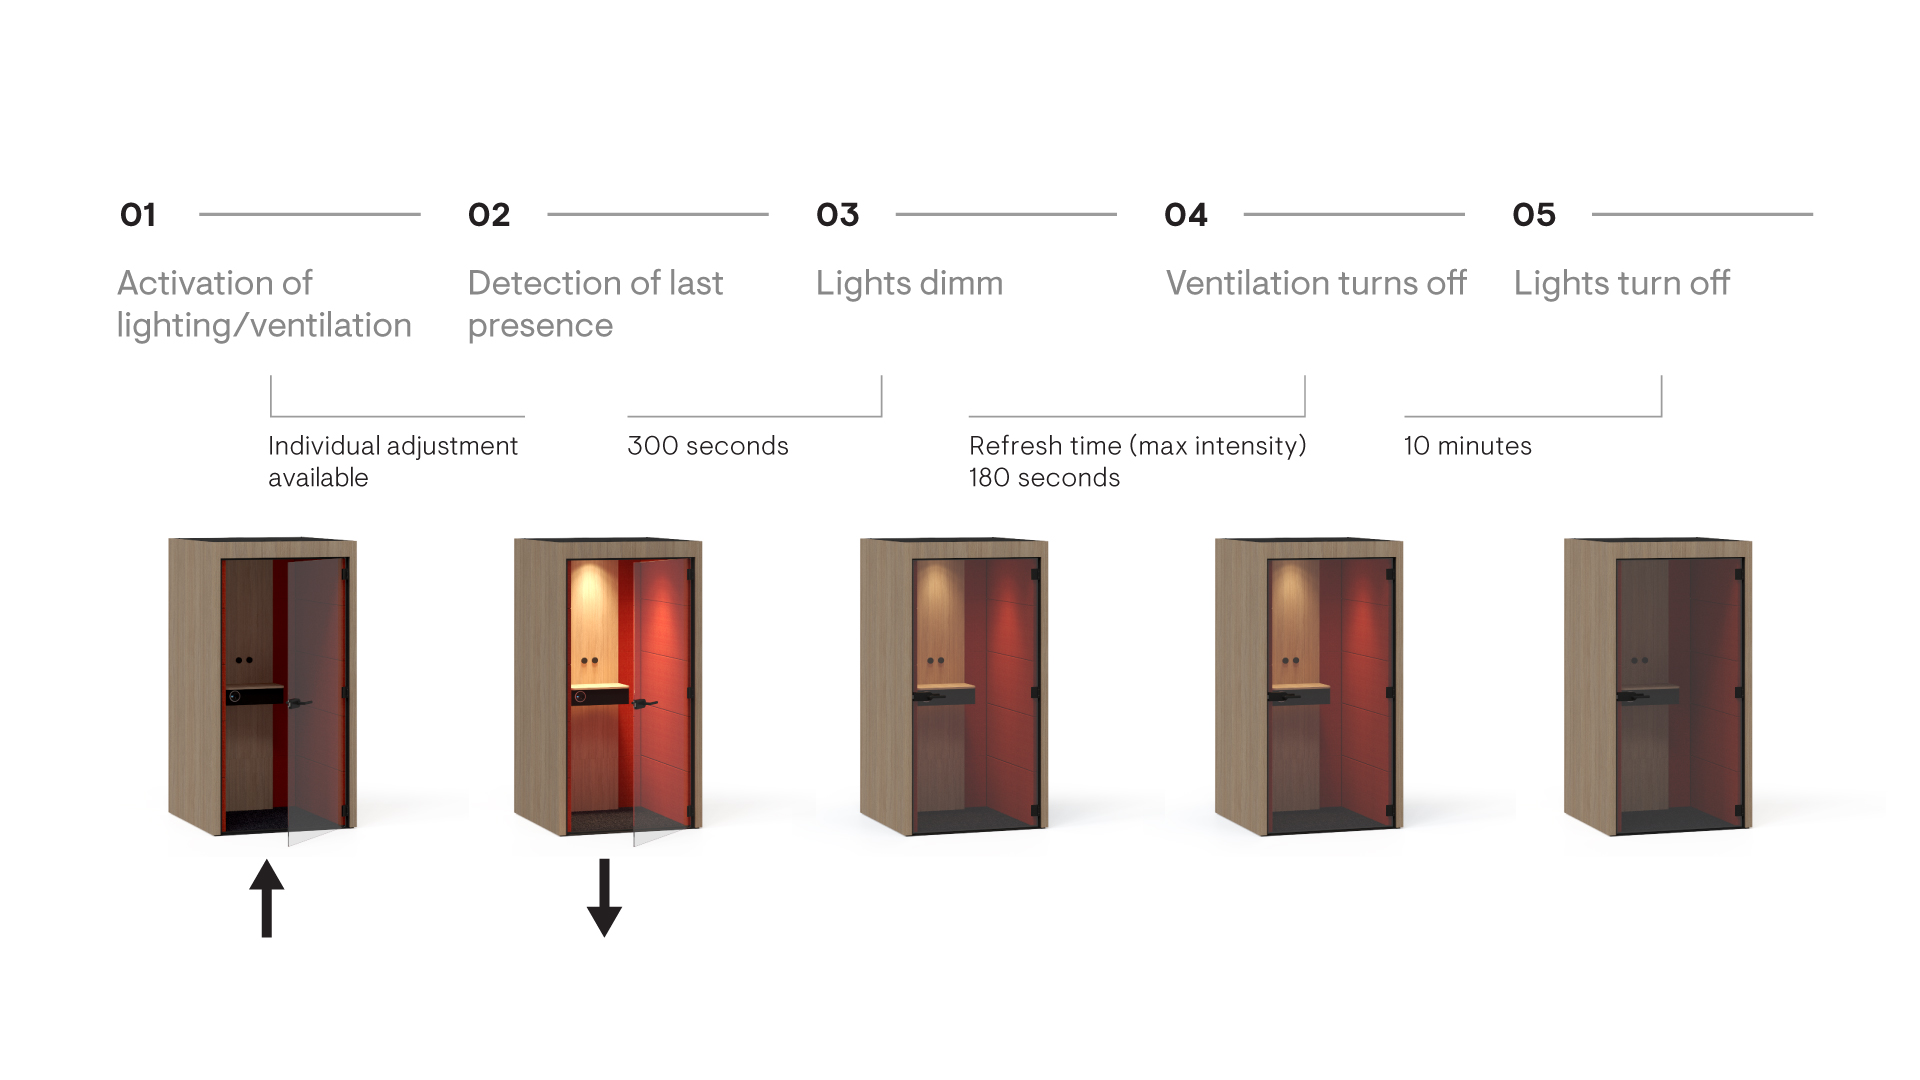 01
02
03
04
05
Activation of
lighting/ventilation
Detection of last
presence
Lights dimm
Ventilation turns off
Lights turn off
Individual adjustment
available
300 seconds
Refresh time (max intensity)
180 seconds
10 minutes